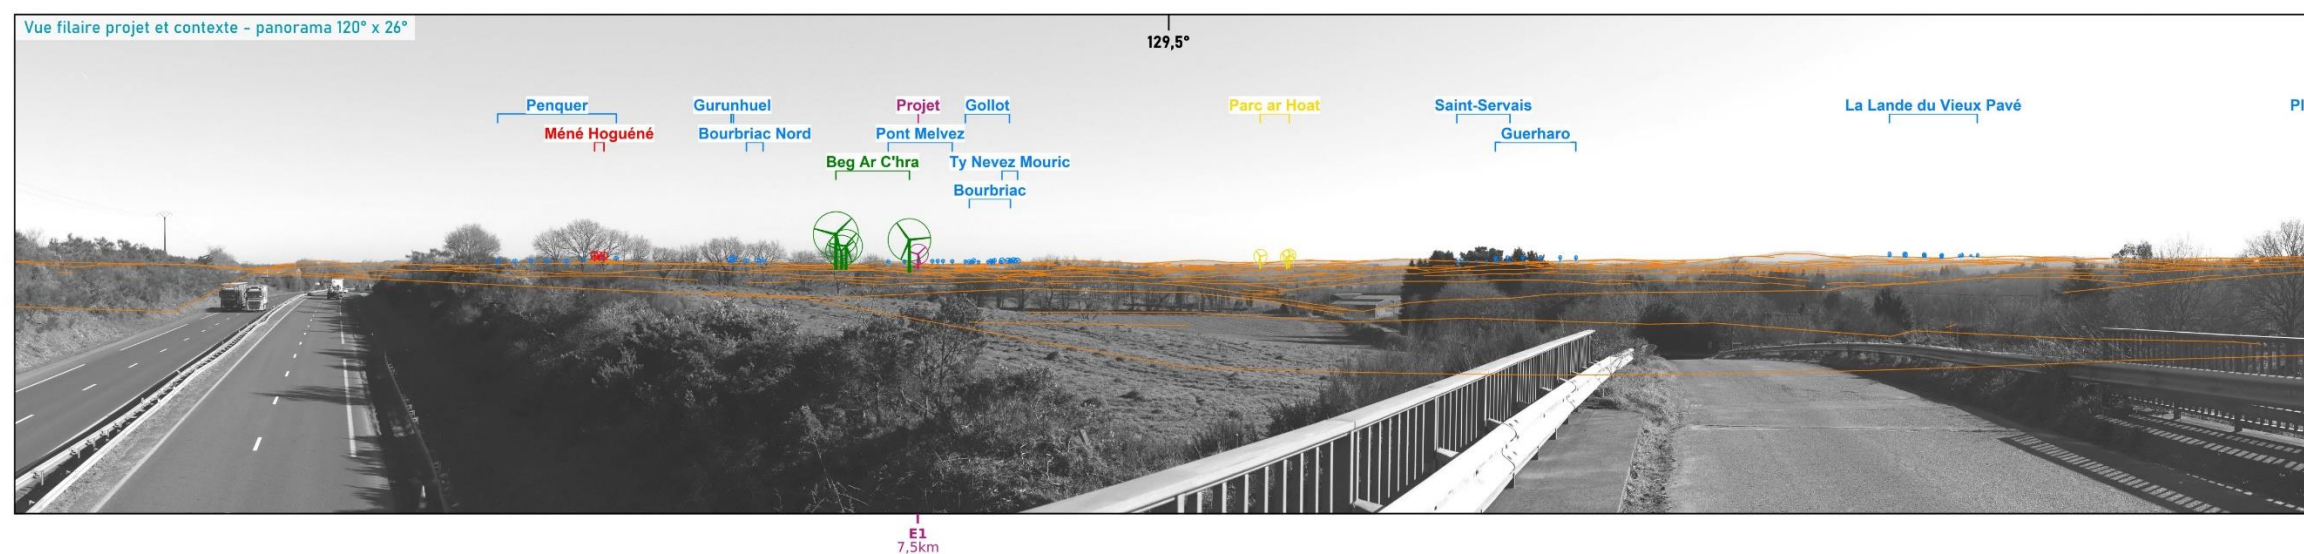 Vue filaire projet et contexte - panorama 120° x 26°
129,5°
Penquer
Gurunhuel
Projet
Gollot
Parc ar Hoat
Saint-Servais
La Lande du Vieux Pavé
Pl
Méné Hoguéné
Bourbriac Nord
Pont Melvez
Guerharo
Beg Ar C'hra
Ty Nevez Mouric
Bourbriac
E1
7,5km